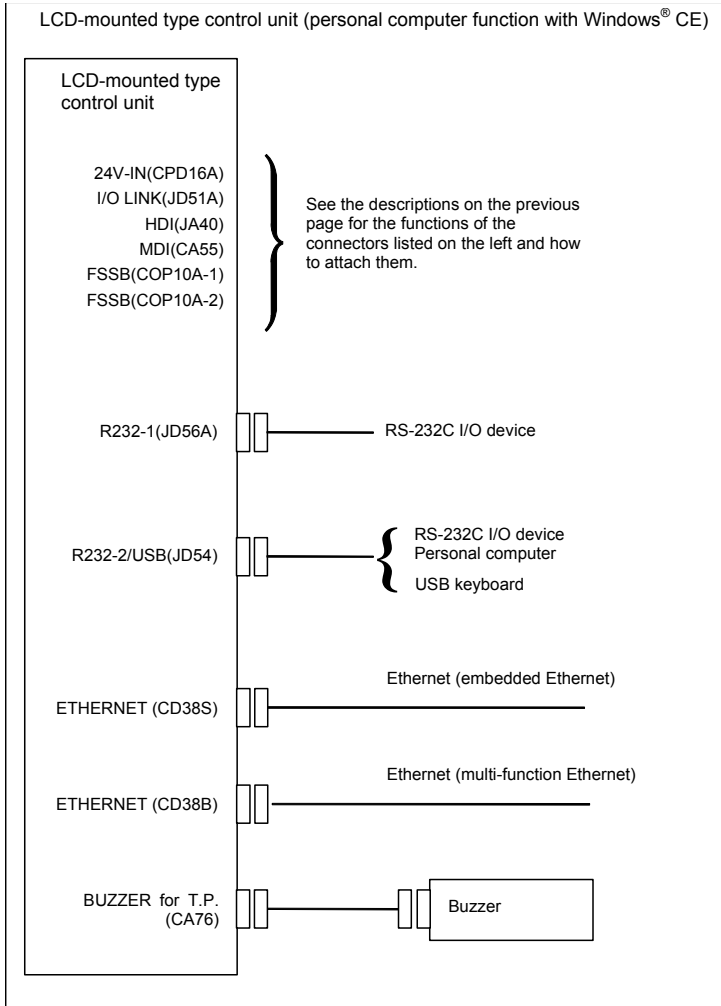 LCD-mounted type control unit (personal computer function with Windows® CE)
LCD-mounted type
control unit
24V-IN(CPD16A)
I/O LINK(JD51A)
HDI(JA40)
MDI(CA55)
FSSB(COP10A-1)
FSSB(COP10A-2)
See the descriptions on the previous
page for the functions of the
connectors listed on the left and how
to attach them.
R232-1(JD56A)
RS-232C I/O device
R232-2/USB(JD54)
RS-232C I/O device
Personal computer
USB keyboard
ETHERNET (CD38S)
Ethernet (embedded Ethernet)
ETHERNET (CD38B)
Ethernet (multi-function Ethernet)
BUZZER for T.P.
(CA76)
Buzzer